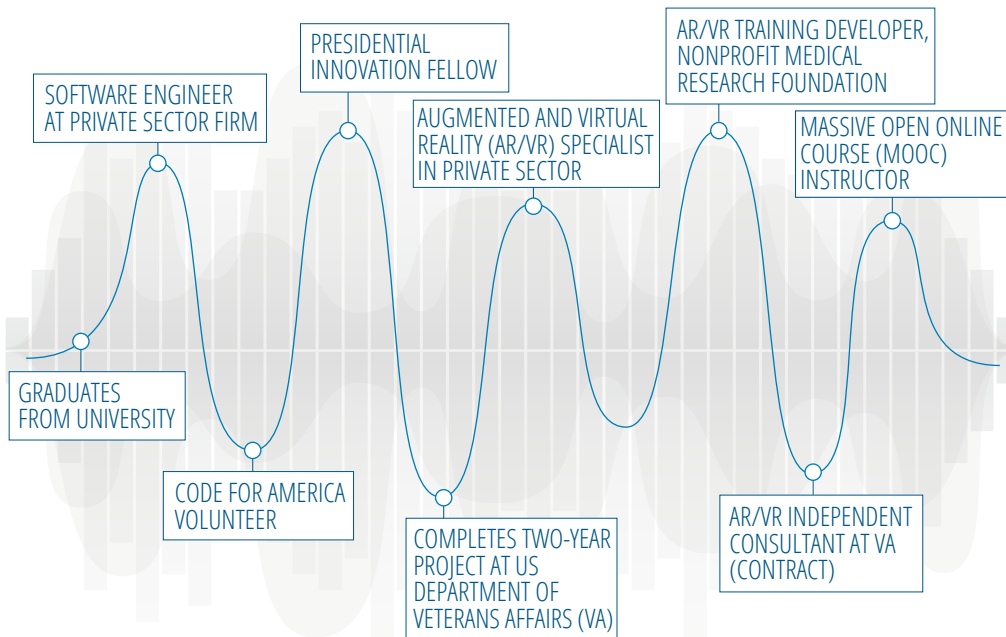 GRADUATES
FROM UNIVERSITY
SOFTWARE ENGINEER
AT PRIVATE SECTOR FIRM
CODE FOR AMERICA
VOLUNTEER
PRESIDENTIAL
INNOVATION FELLOW
COMPLETES TWO-YEAR
PROJECT AT US
DEPARTMENT OF
VETERANS AFFAIRS (VA)
AUGMENTED AND VIRTUAL
REALITY (AR/VR) SPECIALIST
IN PRIVATE SECTOR
AR/VR TRAINING DEVELOPER,
NONPROFIT MEDICAL
RESEARCH FOUNDATION
AR/VR INDEPENDENT
CONSULTANT AT VA
(CONTRACT)
MASSIVE OPEN ONLINE
COURSE (MOOC)
INSTRUCTOR